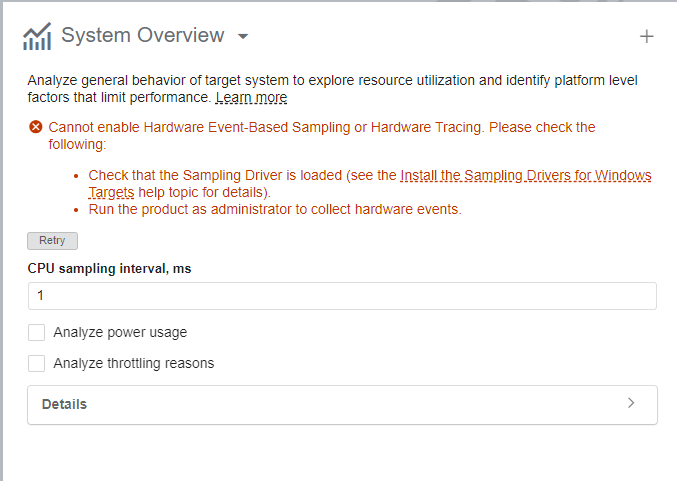 System Overview
Analyze general behavior of target system to explore resource utilization and identify platform level
factors that limit performance. Learn more
Cannot enable Hardware Event-Based Sampling or Hardware Tracing. Please check the
following:
• Check that the Sampling Driver is loaded (see the Install the Sampling Drivers for Windows
Targets help topic for details).
• Run the product as administrator to collect hardware events.
Retry
CPU sampling interval, ms
1
Analyze power usage
Analyze throttling reasons
Details